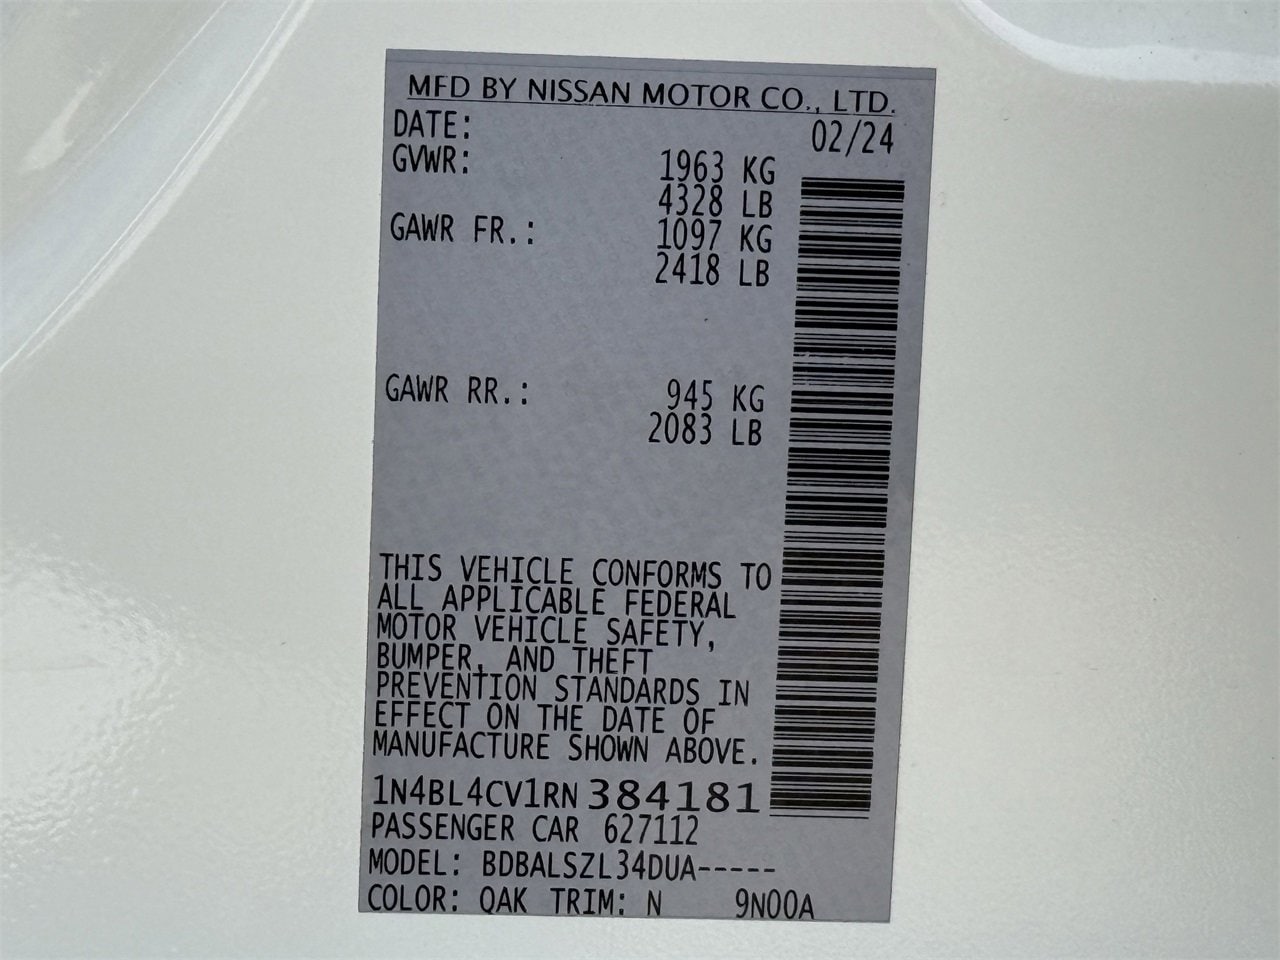 MFD BY NISSAN MOTOR CO., LTD.
DATE: 02/24
GVWR: 1963 KG
4328 LB
GAWR FR.: 1097 KG
2418 LB
GAWR RR.: 945 KG
2083 LB
THIS VEHICLE CONFORMS TO
ALL APPLICABLE FEDERAL
MOTOR VEHICLE SAFETY,
BUMPER, AND THEFT
PREVENTION STANDARDS IN
EFFECT ON THE DATE OF
MANUFACTURE SHOWN ABOVE.
1N4BL4CV1RN 384181
PASSENGER CAR 627112
MODEL: BDBALSZL34DUA-----
COLOR: QAK TRIM: N 9N00A